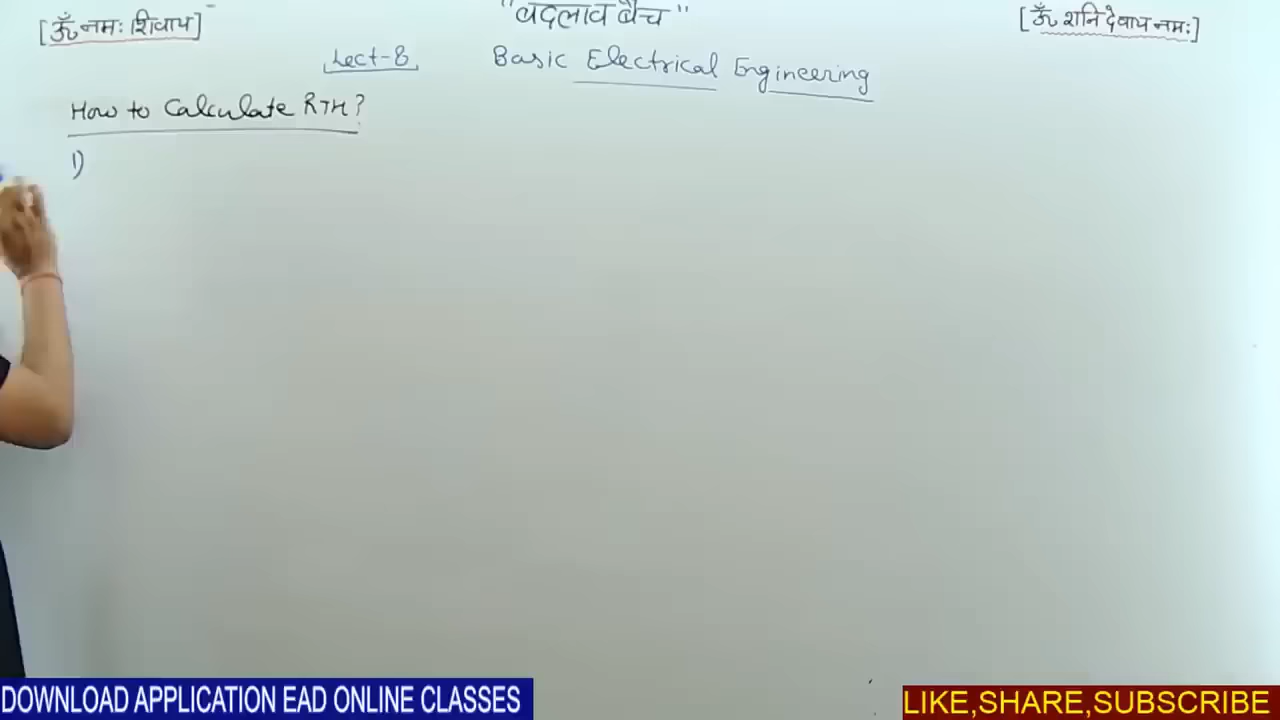 [ॐ नमः शिवाय]
"बदलाव बैच"
[ॐ शनि देवाय नमः]
Lect-8
Basic Electrical Engineering
How to Calculate RTH?
1)
DOWNLOAD APPLICATION EAD ONLINE CLASSES
LIKE,SHARE,SUBSCRIBE